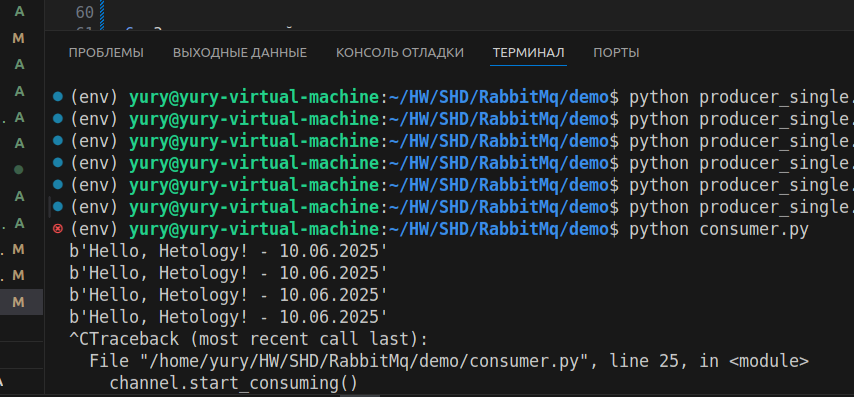 A
M
A
A
A
A
A
A
M
M
M
60
ПРОБЛЕМЫ ВЫХОДНЫЕ ДАННЫЕ КОНСОЛЬ ОТЛАДКИ ТЕРМИНАЛ ПОРТЫ
(env) yury@yury-virtual-machine:~/HW/SHD/RabbitMq/demo$ python producer_single.
(env) yury@yury-virtual-machine:~/HW/SHD/RabbitMq/demo$ python producer_single.
(env) yury@yury-virtual-machine:~/HW/SHD/RabbitMq/demo$ python producer_single.
(env) yury@yury-virtual-machine:~/HW/SHD/RabbitMq/demo$ python producer_single.
(env) yury@yury-virtual-machine:~/HW/SHD/RabbitMq/demo$ python producer_single.
(env) yury@yury-virtual-machine:~/HW/SHD/RabbitMq/demo$ python producer_single.
(env) yury@yury-virtual-machine:~/HW/SHD/RabbitMq/demo$ python consumer.py
b'Hello, Hetology! - 10.06.2025'
b'Hello, Hetology! - 10.06.2025'
b'Hello, Hetology! - 10.06.2025'
b'Hello, Hetology! - 10.06.2025'
^CTraceback (most recent call last):
File "/home/yury/HW/SHD/RabbitMq/demo/consumer.py", line 25, in <module>
channel.start_consuming()